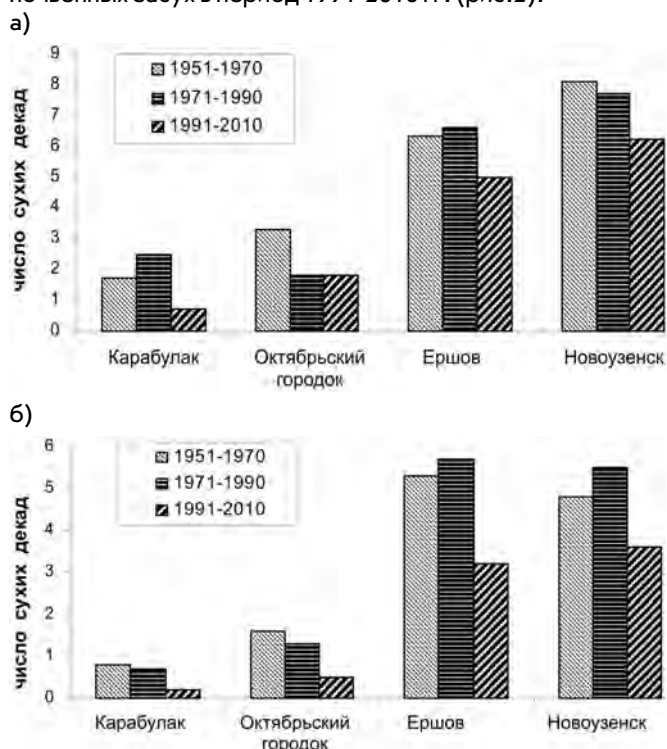 а)
9
8
7
6
5
4
3
2
1
0
число сухих декад
1951-1970
1971-1990
1991-2010
Карабулак
Октябрьский
городок
Ершов
Новоузенск
б)
6
5
4
3
2
1
0
число сухих декад
1951-1970
1971-1990
1991-2010
Карабулак
Октябрьский
городок
Ершов
Новоузенск